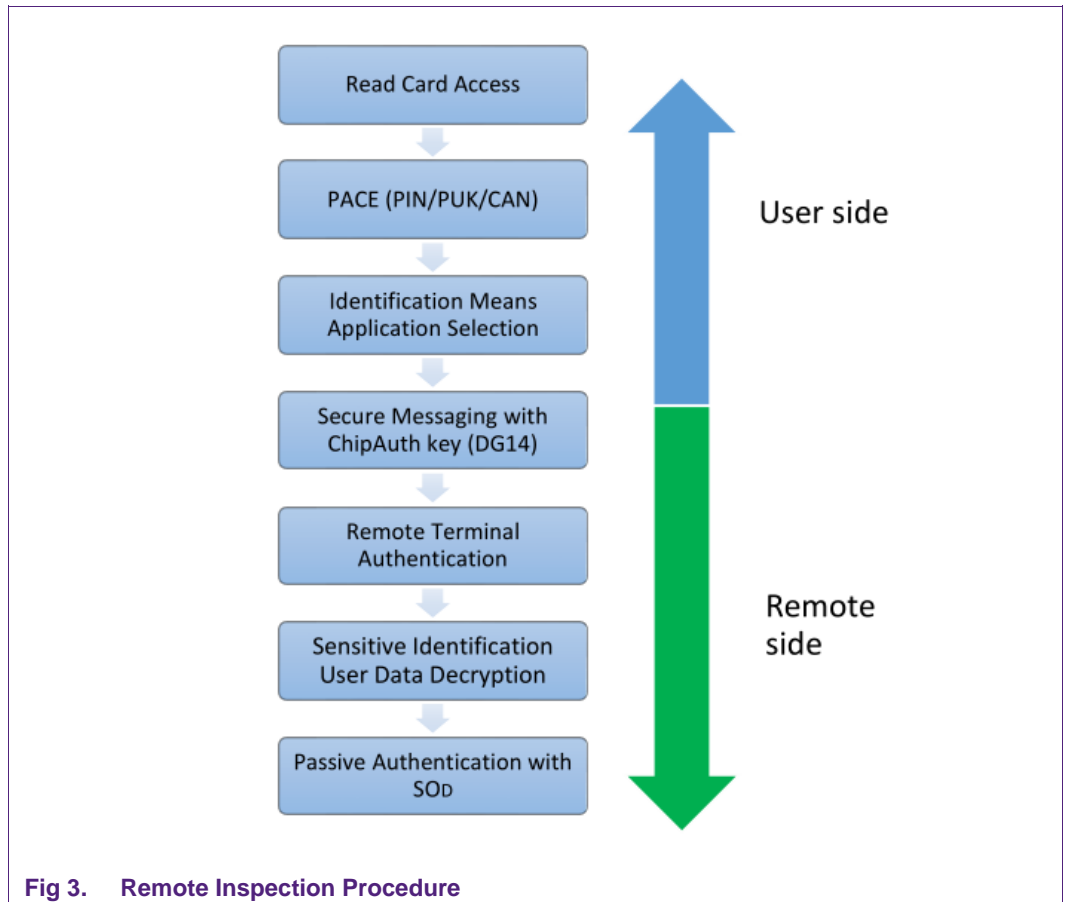 Read Card Access
PACE (PIN/PUK/CAN)
Identification Means
Application Selection
Secure Messaging with
ChipAuth key (DG14)
Remote Terminal
Authentication
Sensitive Identification
User Data Decryption
Passive Authentication with
SOD
User side
Remote
side
Fig 3. Remote Inspection Procedure